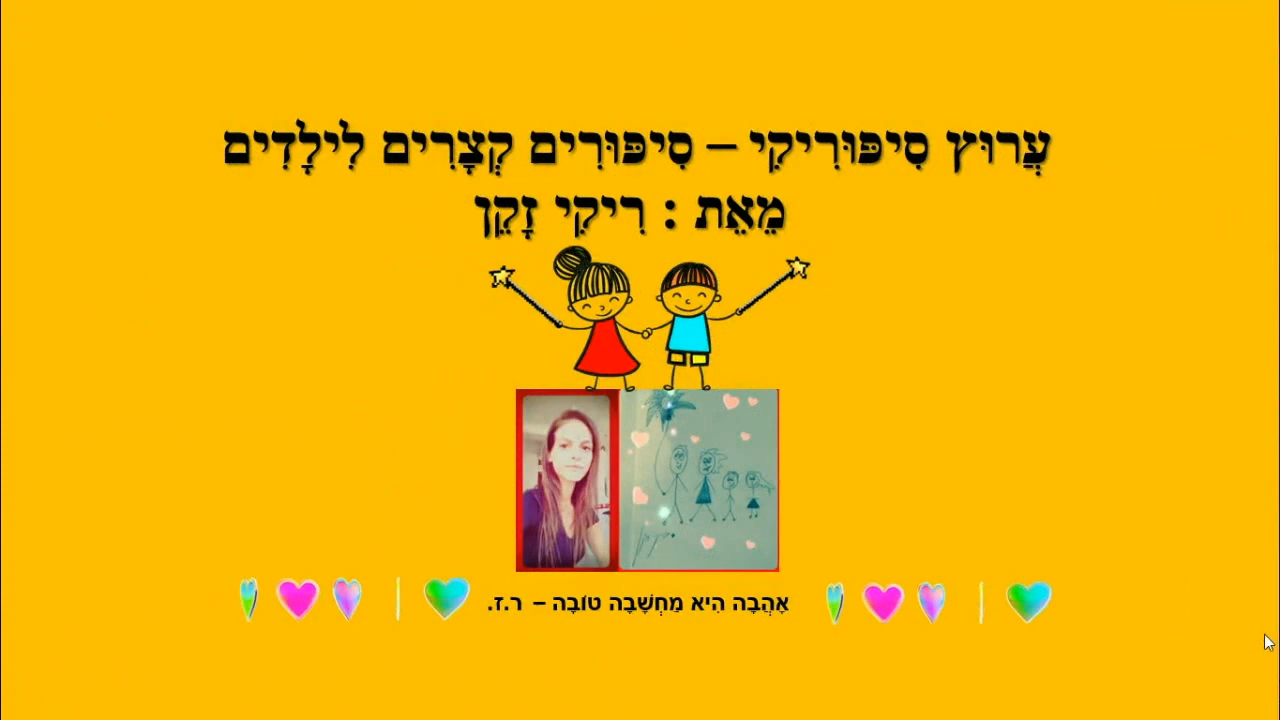 עֲרוּץ סִיפּוּרִיקִי – סִיפּוּרִים קְצָרִים לִילָדִים
מֵאֵת : רִיקִי זָקֵן
אַהֲבָה הִיא מַחְשָׁבָה טוֹבָה – ר.ז.